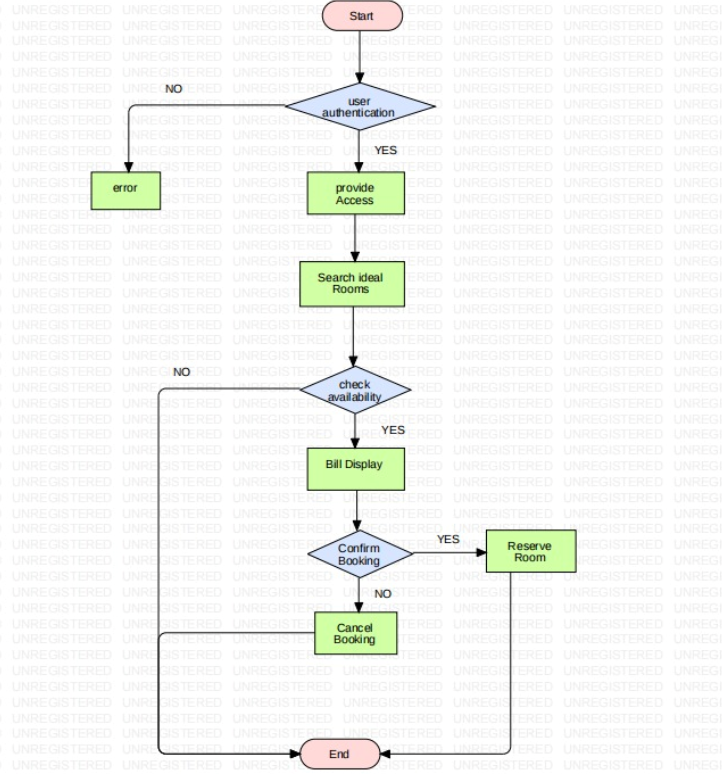 Start
NO
user
authentication
YES
error
provide
Access
Search ideal
Rooms
NO
check
availability
YES
Bill Display
Confirm
Booking
YES
Reserve
Room
NO
Cancel
Booking
End
UNREGISTERED